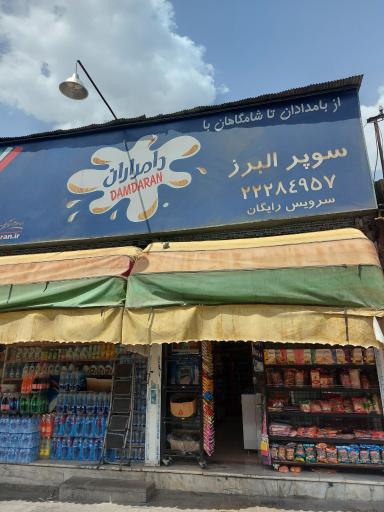 از بامدادان تا شامگاهان با
دامداران
DAMDARAN
سوپر البرز
۲۲۲۸۴۹۵۷
سرویس رایگان